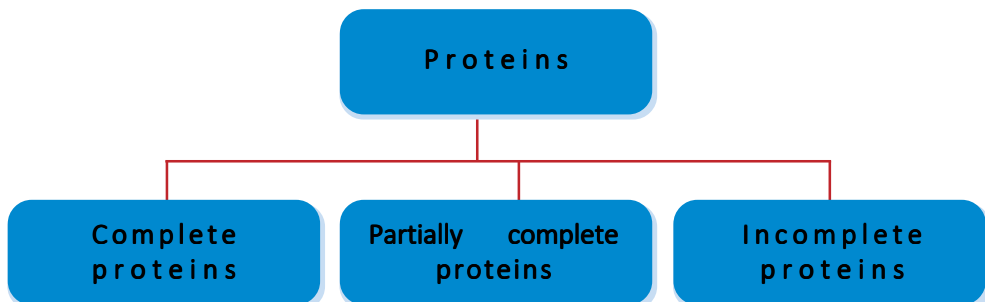 Proteins
Complete
proteins
Partially complete
proteins
Incomplete
proteins